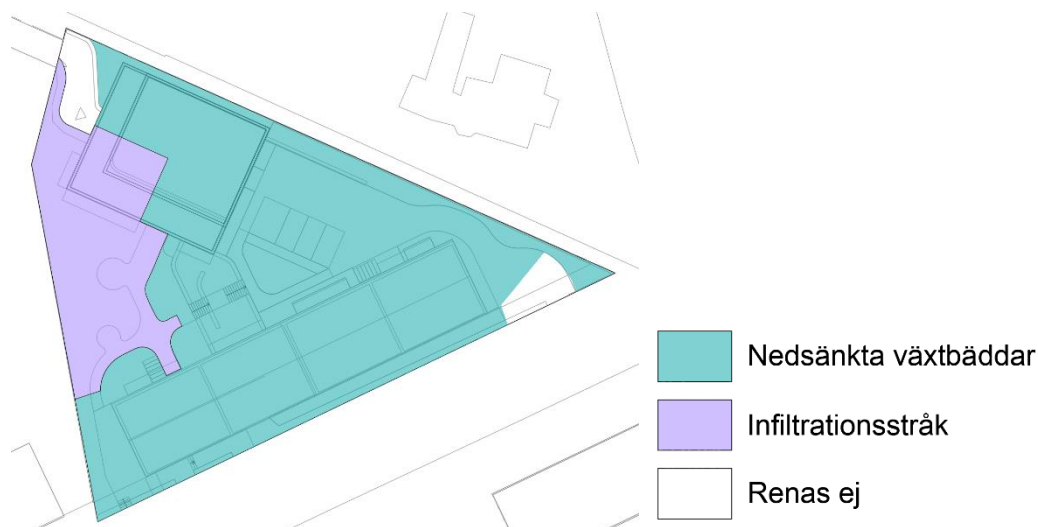 Nedsänkta växtbäddar
Infiltrationsstråk
Renas ej